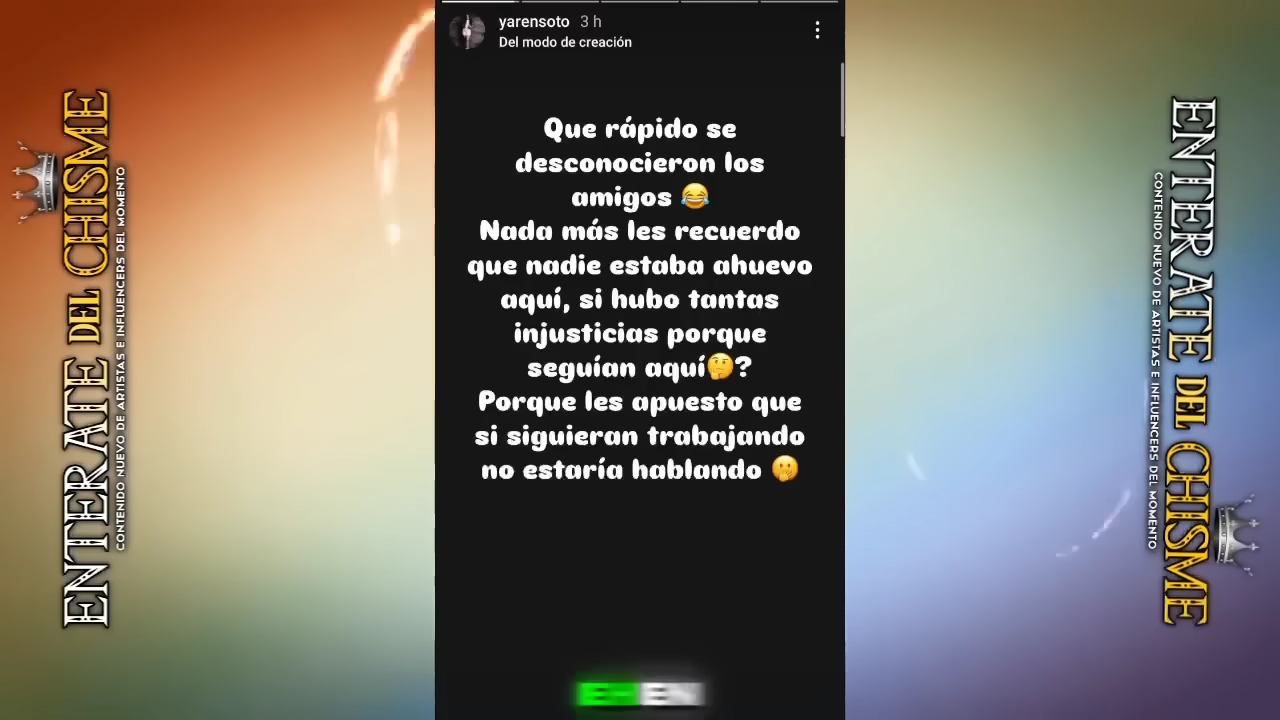 yarensoto 3 h
Del modo de creación
Que rápido se
desconocieron los
amigos 😂
Nada más les recuerdo
que nadie estaba ahuevo
aquí, si hubo tantas
injusticias porque
seguían aquí🤔?
Porque les apuesto que
si siguieran trabajando
no estaría hablando 🤭
ENTERATE DEL CHISME
CONTENIDO NUEVO DE ARTISTAS E INFLUENCERS DEL MOMENTO
ENTERATE DEL CHISME
CONTENIDO NUEVO DE ARTISTAS E INFLUENCERS DEL MOMENTO